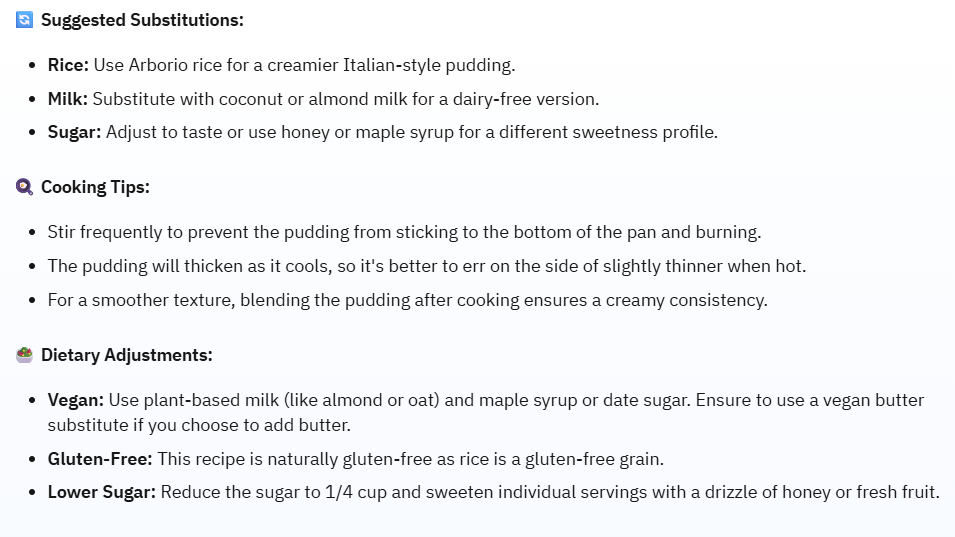 🔄 Suggested Substitutions:
• Rice: Use Arborio rice for a creamier Italian-style pudding.
• Milk: Substitute with coconut or almond milk for a dairy-free version.
• Sugar: Adjust to taste or use honey or maple syrup for a different sweetness profile.
🍳 Cooking Tips:
• Stir frequently to prevent the pudding from sticking to the bottom of the pan and burning.
• The pudding will thicken as it cools, so it's better to err on the side of slightly thinner when hot.
• For a smoother texture, blending the pudding after cooking ensures a creamy consistency.
🥗 Dietary Adjustments:
• Vegan: Use plant-based milk (like almond or oat) and maple syrup or date sugar. Ensure to use a vegan butter
substitute if you choose to add butter.
• Gluten-Free: This recipe is naturally gluten-free as rice is a gluten-free grain.
• Lower Sugar: Reduce the sugar to 1/4 cup and sweeten individual servings with a drizzle of honey or fresh fruit.